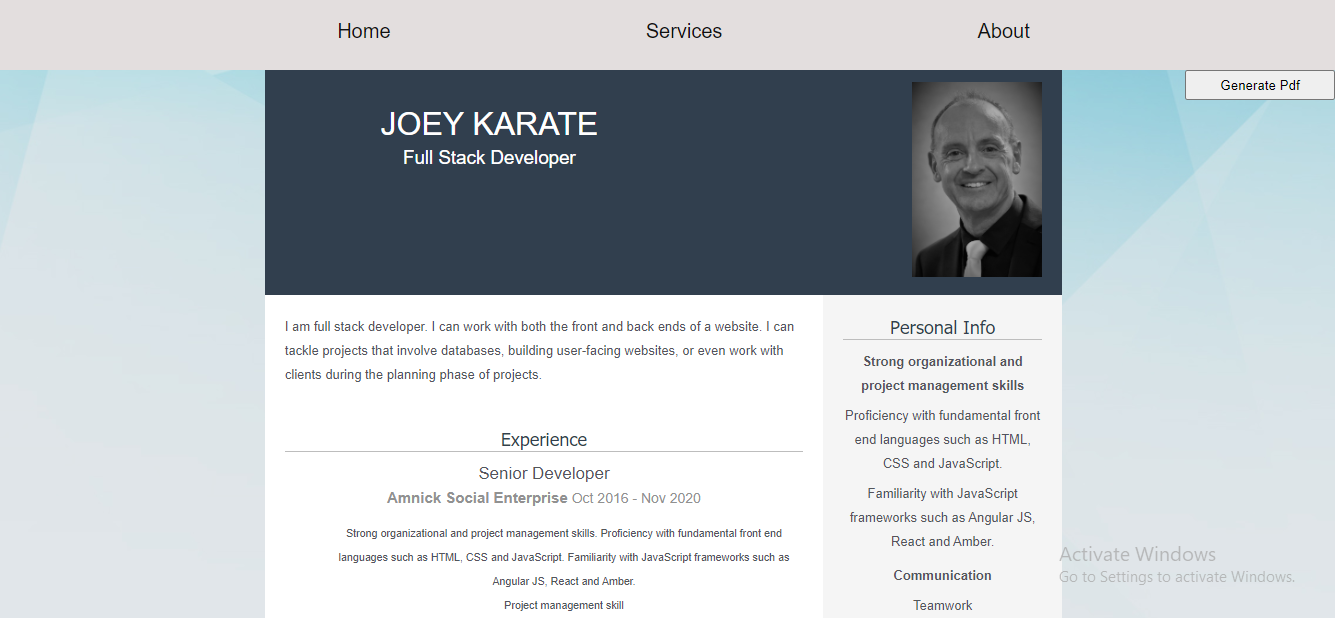 Home
Services
About
Generate Pdf
JOEY KARATE
Full Stack Developer
I am full stack developer. I can work with both the front and back ends of a website. I can
tackle projects that involve databases, building user-facing websites, or even work with
clients during the planning phase of projects.
Experience
Senior Developer
Amnick Social Enterprise Oct 2016 - Nov 2020
Strong organizational and project management skills. Proficiency with fundamental front end
languages such as HTML, CSS and JavaScript. Familiarity with JavaScript frameworks such as
Angular JS, React and Amber.
Project management skill
Personal Info
Strong organizational and
project management skills
Proficiency with fundamental front
end languages such as HTML,
CSS and JavaScript.
Familiarity with JavaScript
frameworks such as Angular JS,
React and Amber.
Communication
Teamwork
Activate Windows
Go to Settings to activate Windows.